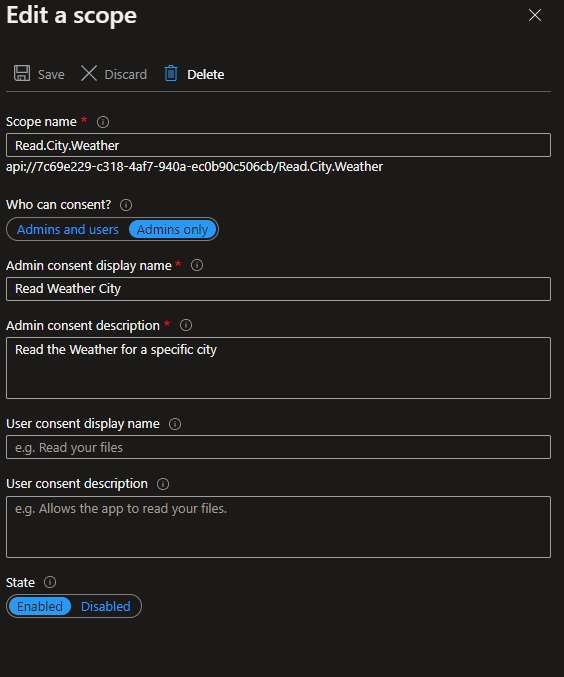 Edit a scope
Save Discard Delete
Scope name *
Read.City.Weather
api://7c69e229-c318-4af7-940a-ec0b90c506cb/Read.City.Weather
Who can consent?
Admins and users Admins only
Admin consent display name *
Read Weather City
Admin consent description *
Read the Weather for a specific city
User consent display name
e.g. Read your files
User consent description
e.g. Allows the app to read your files.
State
Enabled Disabled